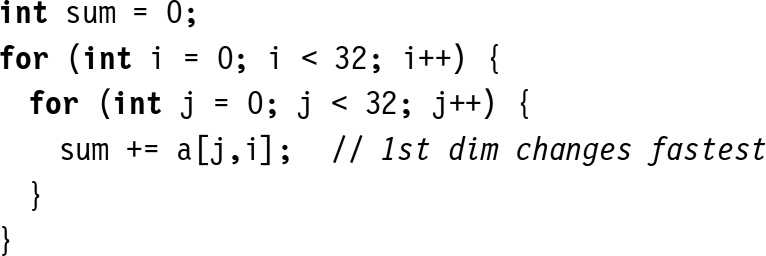 int sum = 0;
for (int i = 0; i < 32; i++) {
  for (int j = 0; j < 32; j++) {
    sum += a[j,i];  // 1st dim changes fastest
  }
}